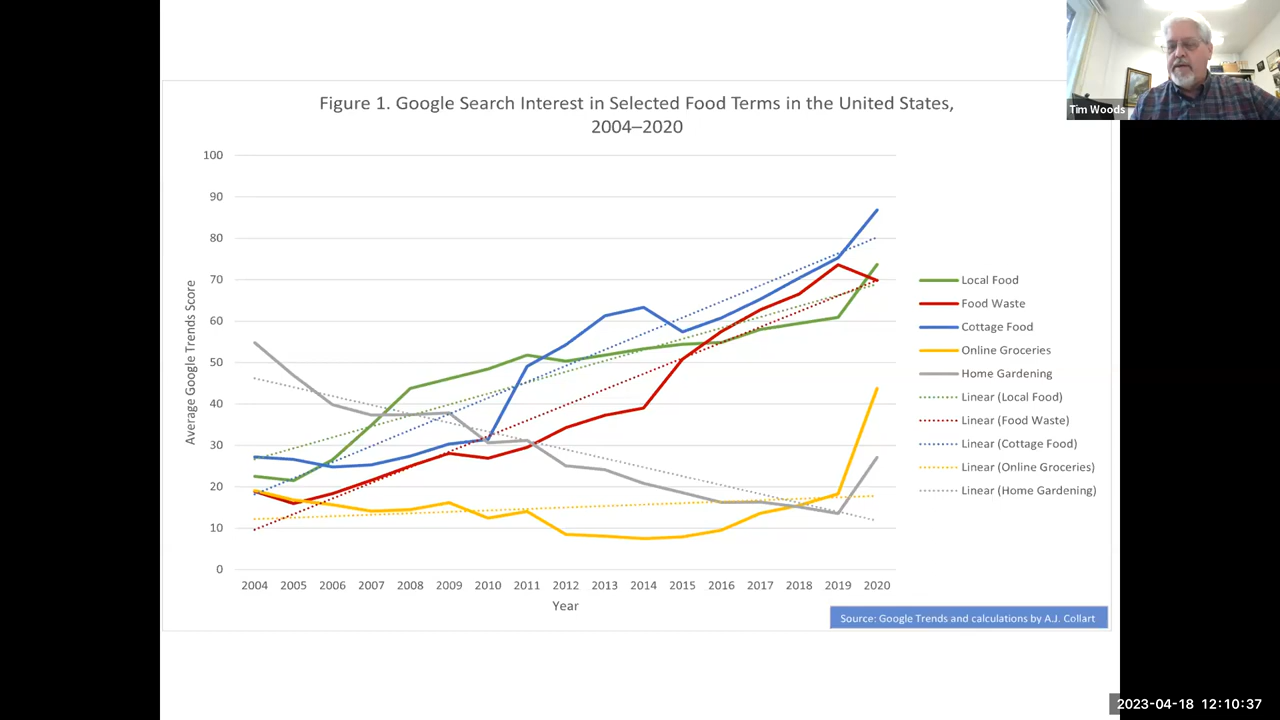 Tim Woods
Figure 1. Google Search Interest in Selected Food Terms in the United States,
2004–2020
Average Google Trends Score
100
90
80
70
60
50
40
30
20
10
0
2004 2005 2006 2007 2008 2009 2010 2011 2012 2013 2014 2015 2016 2017 2018 2019 2020
Year
Local Food
Food Waste
Cottage Food
Online Groceries
Home Gardening
Linear (Local Food)
Linear (Food Waste)
Linear (Cottage Food)
Linear (Online Groceries)
Linear (Home Gardening)
Source: Google Trends and calculations by A.J. Collart
2023-04-18 12:10:37